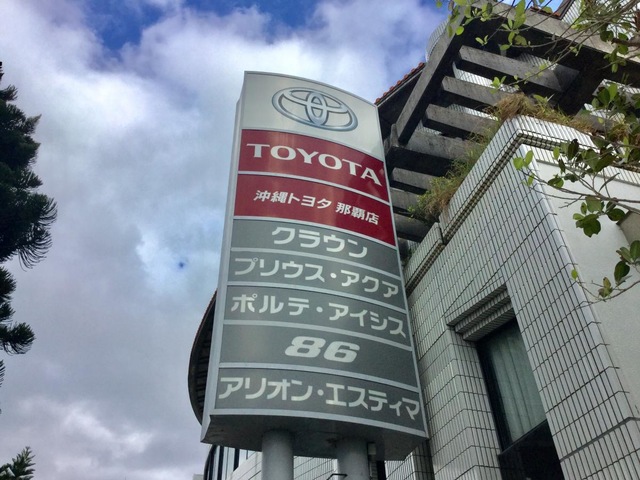 TOYOTA
沖縄トヨタ 那覇店
クラウン
プリウス・アクア
ポルテ・アイシス
86
アリオン・エスティマ